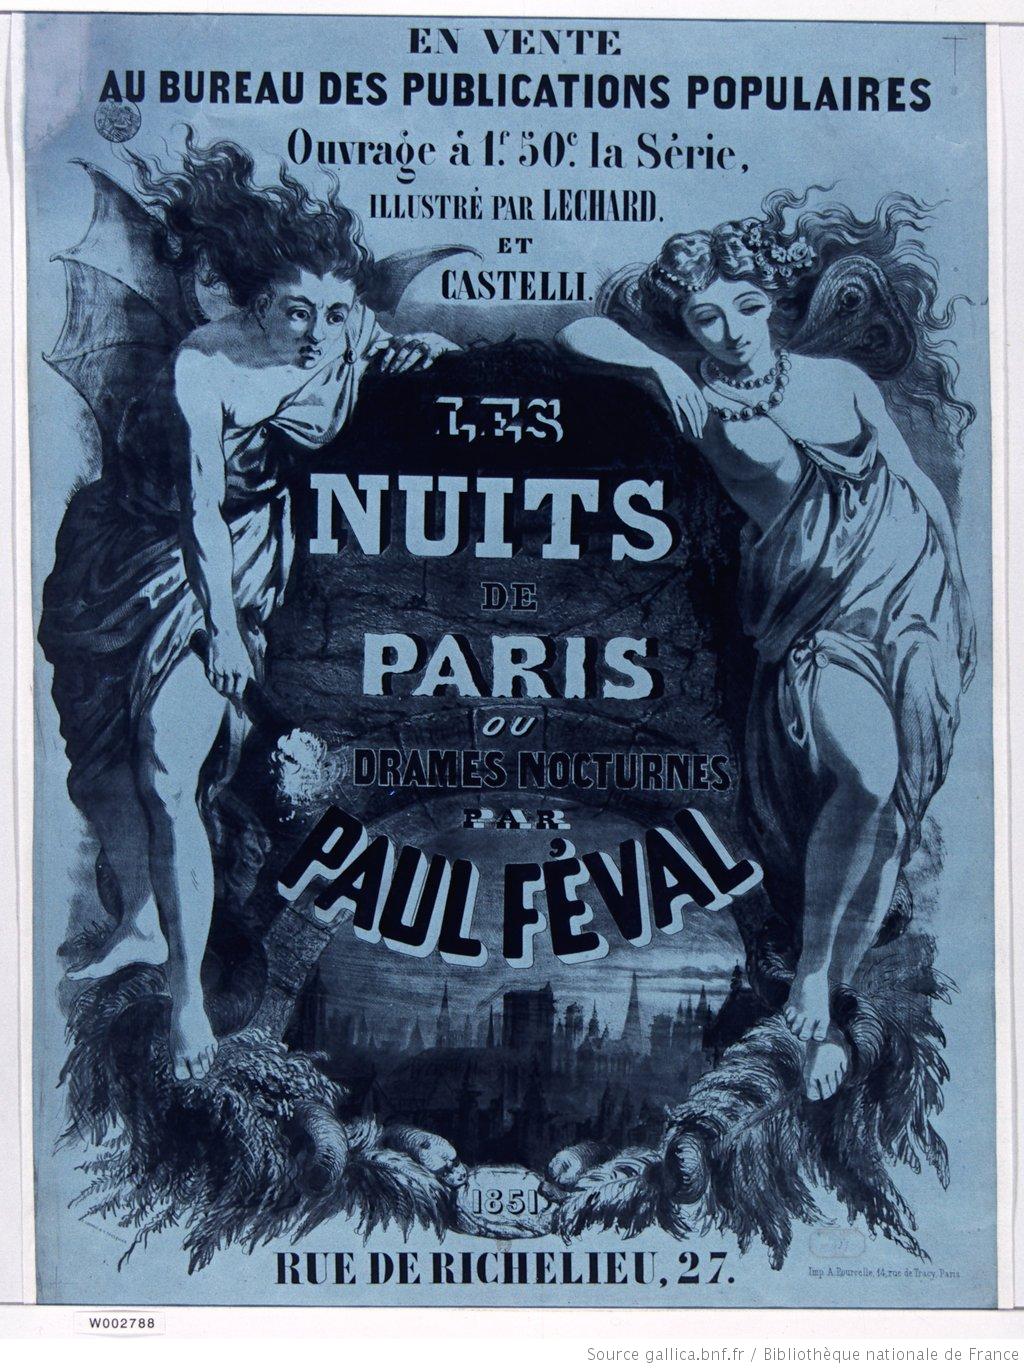 EN VENTE
AU BUREAU DES PUBLICATIONS POPULAIRES
Ouvrage à 1f. 50c. la Série,
ILLUSTRÉ PAR LECHARD.
ET
CASTELLI.
LES
NUITS
DE
PARIS
OU
DRAMES NOCTURNES
PAR
PAUL FÉVAL
1851
RUE DE RICHELIEU, 27.
Imp. A. Bourcelle, 14, rue de Tracy, Paris
W002788
Source gallica.bnf.fr / Bibliothèque nationale de France